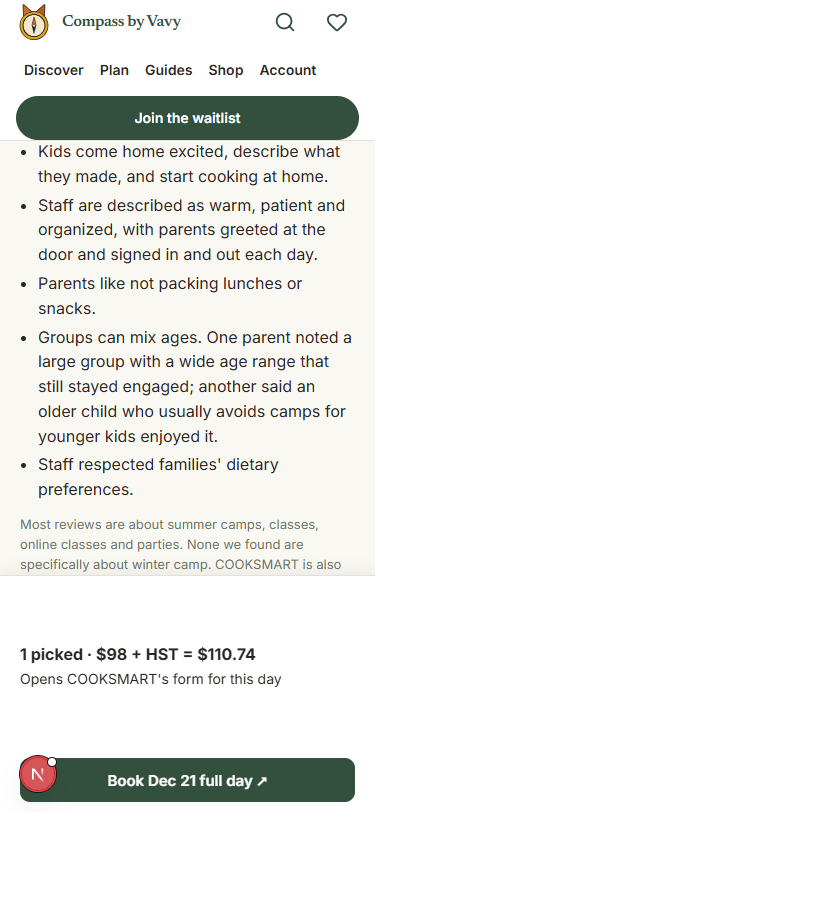 Compass by Vavy
Discover Plan Guides Shop Account
Join the waitlist
• Kids come home excited, describe what
they made, and start cooking at home.
• Staff are described as warm, patient and
organized, with parents greeted at the
door and signed in and out each day.
• Parents like not packing lunches or
snacks.
• Groups can mix ages. One parent noted a
large group with a wide age range that
still stayed engaged; another said an
older child who usually avoids camps for
younger kids enjoyed it.
• Staff respected families' dietary
preferences.
Most reviews are about summer camps, classes,
online classes and parties. None we found are
specifically about winter camp. COOKSMART is also
1 picked · $98 + HST = $110.74
Opens COOKSMART's form for this day
N
Book Dec 21 full day ↗